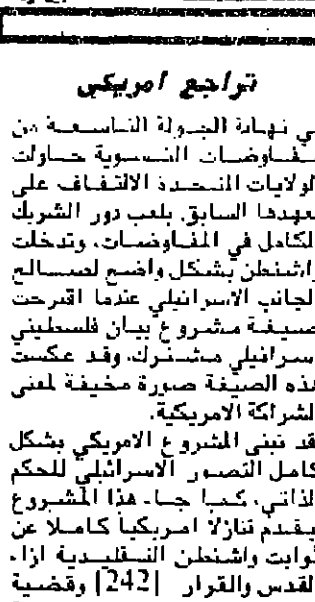 تراجع امريكي
في نهاية الجولة التاسعة من
مفاوضات التسوية حاولت
الولايات المتحدة الالتفاف على
تعهدها السابق بلعب دور الشريك
الكامل في المفاوضات، وتدخلت
واشنطن بشكل واضح لصالح
الجانب الاسرائيلي عندما اقترحت
صيغة مشروع بيان فلسطيني
اسرائيلي مشترك. وقد عكست
هذه الصيغة صورة مخيفة لمعنى
الشراكة الامريكية.
فقد تبنى المشروع الامريكي بشكل
كامل التصور الاسرائيلي للحكم
الذاتي، كما جاء هذا المشروع
ليقدم تنازلا امريكياً كاملا عن
ثوابت واشنطن التقليدية ازاء
القدس والقرار [242] وقضية